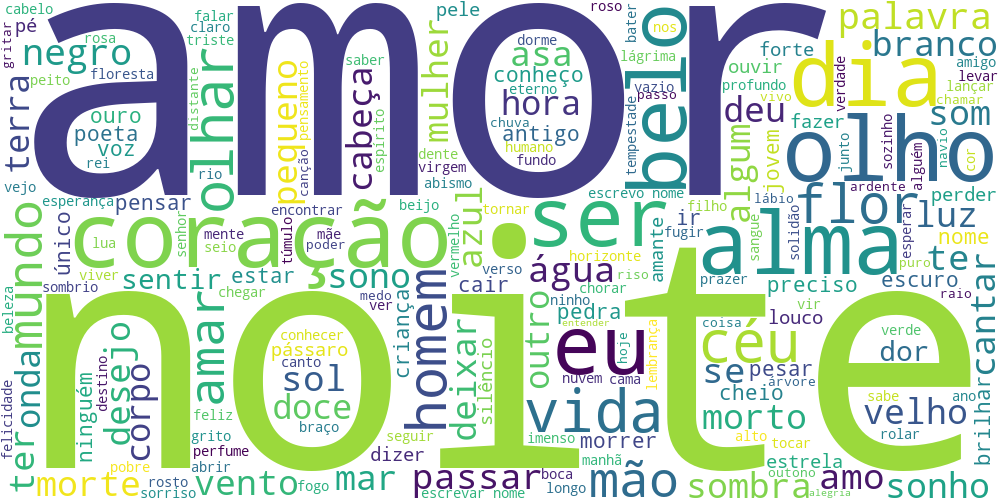 amor
noite
coração
dia
olho
alma
ser
belo
eu
vida
céu
flor
olhar
mundo
homem
amar
mão
sombra
passar
sonho
sono
água
morto
velho
amo
cantar
luz
ter
se
palavra
branco
negro
terra
pequeno
cabeça
mulher
asa
hora
conheço
antigo
eterno
deu
algum
jovem
som
ouvir
forte
fazer
profundo
vazio
lágrima
tempestade
verdade
vivo
nos
bater
roso
passo
amigo
levar
lançar
chamar
sozinho
alguém
navio
cor
junto
ardente
lábio
perder
nome
esperar
puro
escuro
raio
preciso
louco
vir
solidão
sangue
prazer
amante
filho
fugir
ir
escrevo nome
horizonte
riso
chorar
ninho
pedra
cair
verso
tornar
azul
vermelho
beijo
abismo
virgem
dente
pele
falar
claro
triste
cabelo
pé
gritar
rosa
peito
floresta
distante
ouro
poeta
voz
rei
rio
vejo
esperança
pensar
saber
dorme
espírito
canção
pensamento
chuva
humano
fundo
encontrar
senhor
seio
mente
túmulo
mãe
poder
único
lua
viver
sombrio
beleza
sentir
estar
chegar
medo
ver
onda
desejo
corpo
ninguém
destino
felicidade
ter
morte
pobre
grito
perfume
abrir
rosto
sorriso
feliz
vento
fogo
mar
dizer
seguir
conhecer
pássaro
canto
sol
doce
braço
criança
deixar
silêncio
outro
imenso
morrer
boca
longo
manhã
escrevar nome
entender
nuvem
cama
hoje
lembrança
coisa
árvore
pesar
cheio
alto
tocar
estrela
outono
alegria
verde
dor
sabe
ano
rolar
brilhar